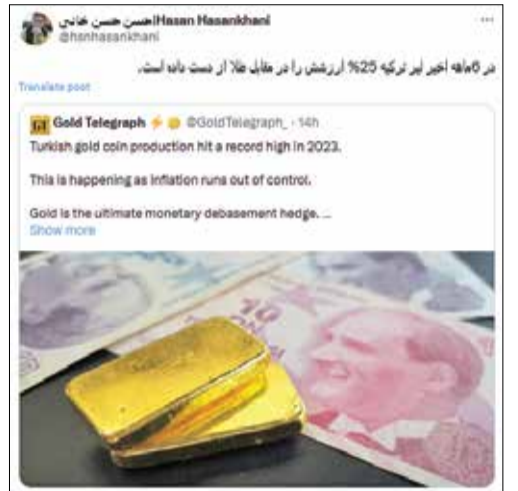 احسن حسن خانی|Hasan Hasankhani
@hsnhasankhani
در 6ماهه اخیر لیر ترکیه 25% ارزشش را در مقابل طلا از دست داده است.
Translate post
GT Gold Telegraph ⚡ @GoldTelegraph_ · 14h
Turkish gold coin production hit a record high in 2023.
This is happening as inflation runs out of control.
Gold is the ultimate monetary debasement hedge. ...
Show more
10